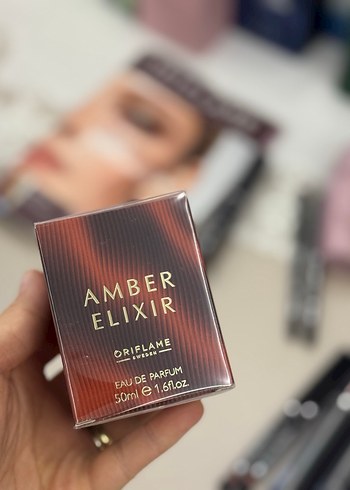 AMBER
ELIXIR
ORIFLAME
SWEDEN
EAU DE PARFUM
50ml e 1.6fl.oz.